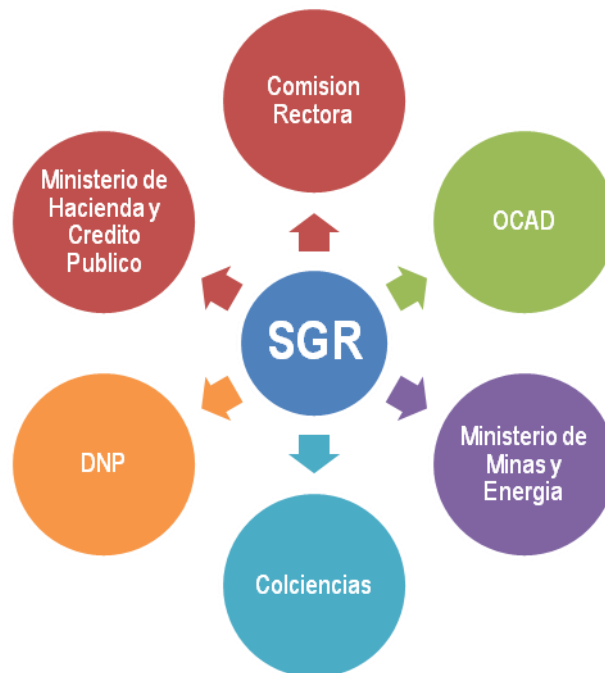 Comision
Rectora
Ministerio de
Hacienda y
Credito
Publico
OCAD
SGR
DNP
Ministerio de
Minas y
Energia
Colciencias